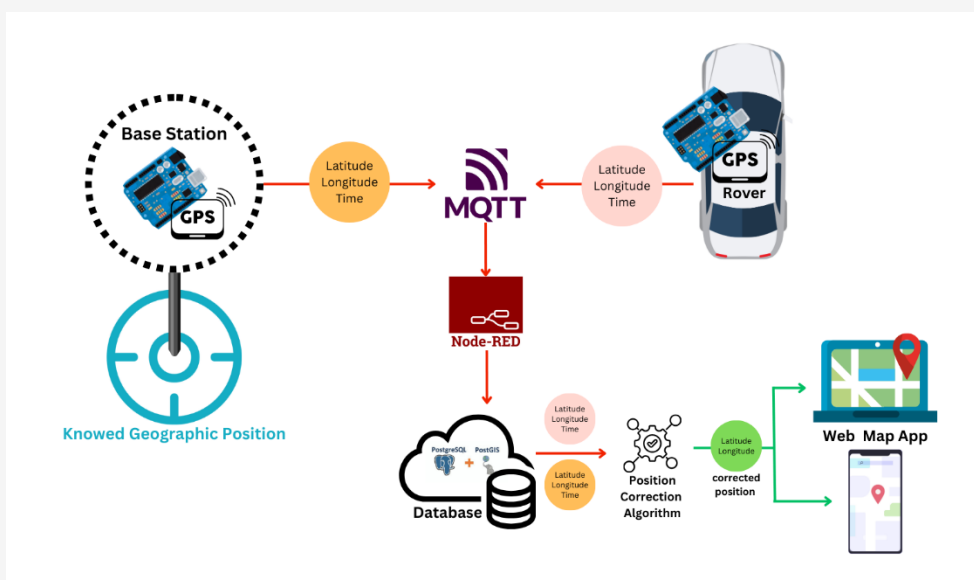 Base Station
GPS
Latitude
Longitude
Time
MQTT
Latitude
Longitude
Time
GPS
Rover
Node-RED
Knowed Geographic Position
PostgreSQL + PostGIS
Database
Latitude
Longitude
Time
Latitude
Longitude
Time
Position
Correction
Algorithm
Latitude
Longitude
corrected
position
Web Map App